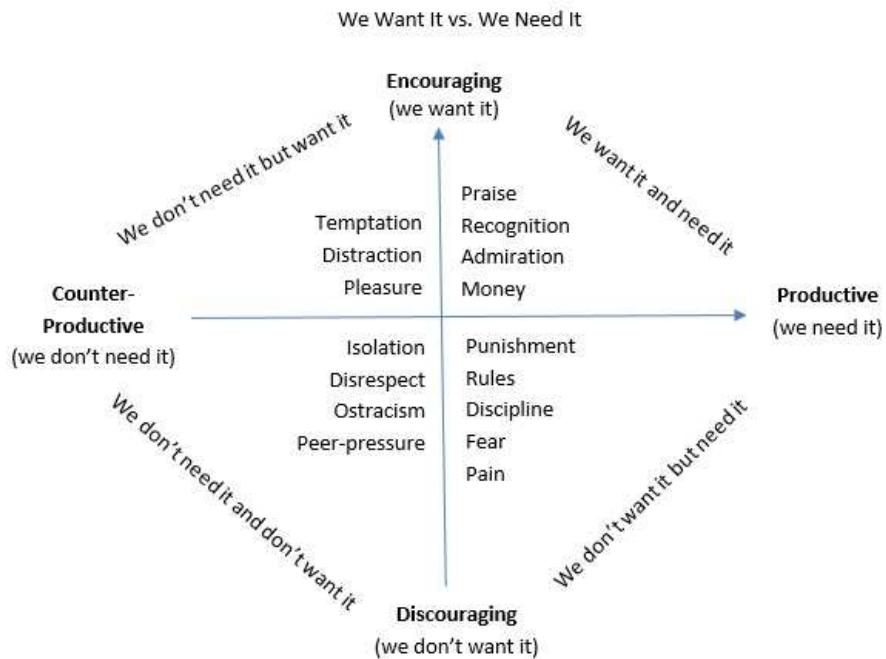 We Want It vs. We Need It
Encouraging
(we want it)
We don't need it but want it
We want it and need it
Temptation
Distraction
Pleasure
Praise
Recognition
Admiration
Money
Counter-
Productive
(we don't need it)
Productive
(we need it)
Isolation
Disrespect
Ostracism
Peer-pressure
Punishment
Rules
Discipline
Fear
Pain
We don't need it and don't want it
We don't want it but need it
Discouraging
(we don't want it)